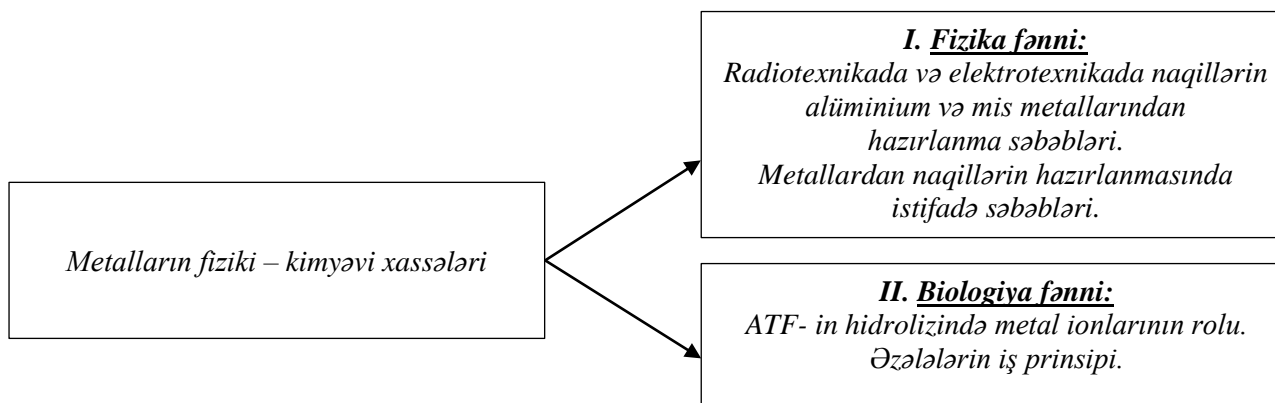 I. Fizika fənni:
Radiotexnikada və elektrotexnikada naqillərin
alüminium və mis metallarından
hazırlanma səbəbləri.
Metallardan naqillərin hazırlanmasında
istifadə səbəbləri.
Metalların fiziki – kimyəvi xassələri
II. Biologiya fənni:
ATF- in hidrolizində metal ionlarının rolu.
Əzələlərin iş prinsipi.